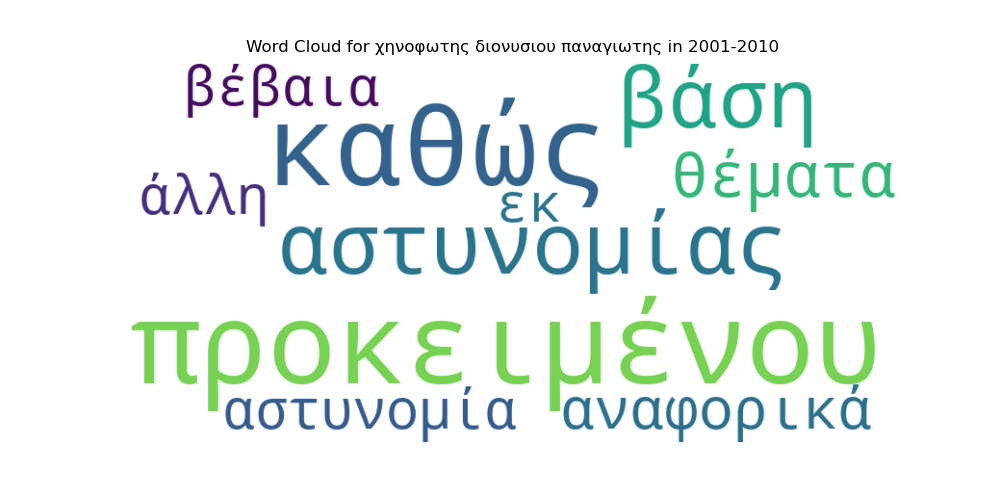 Word Cloud for χηνοφωτης διονυσιου παναγιωτης in 2001-2010
βέβαια
βάση
καθώς
θέματα
άλλη
εκ
αστυνομίας
προκειμένου
αστυνομία
αναφορικά